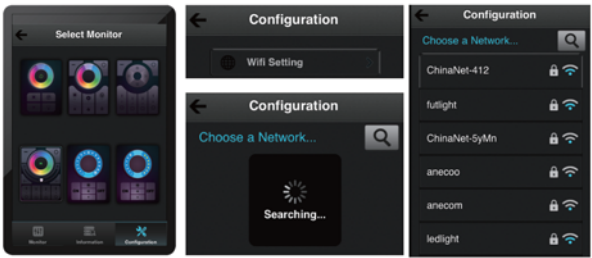 Select Monitor
Monitor
Information
Configuration
Configuration
Wifi Setting
Configuration
Choose a Network...
Searching...
Configuration
Choose a Network...
ChinaNet-412
futlight
ChinaNet-5yMn
anecoo
anecom
ledlight